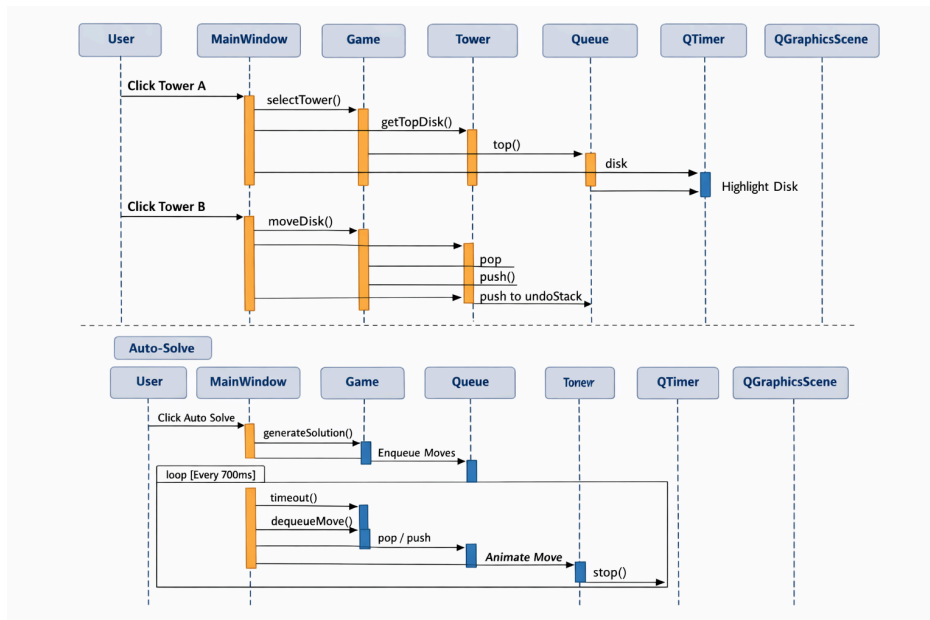 User MainWindow Game Tower Queue QTimer QGraphicsScene
Click Tower A
selectTower()
getTopDisk()
top()
disk
Highlight Disk
Click Tower B
moveDisk()
pop
push()
push to undoStack
Auto-Solve
User MainWindow Game Queue Tonevr QTimer QGraphicsScene
Click Auto Solve
generateSolution()
Enqueue Moves
loop [Every 700ms]
timeout()
dequeueMove()
pop / push
Animate Move
stop()